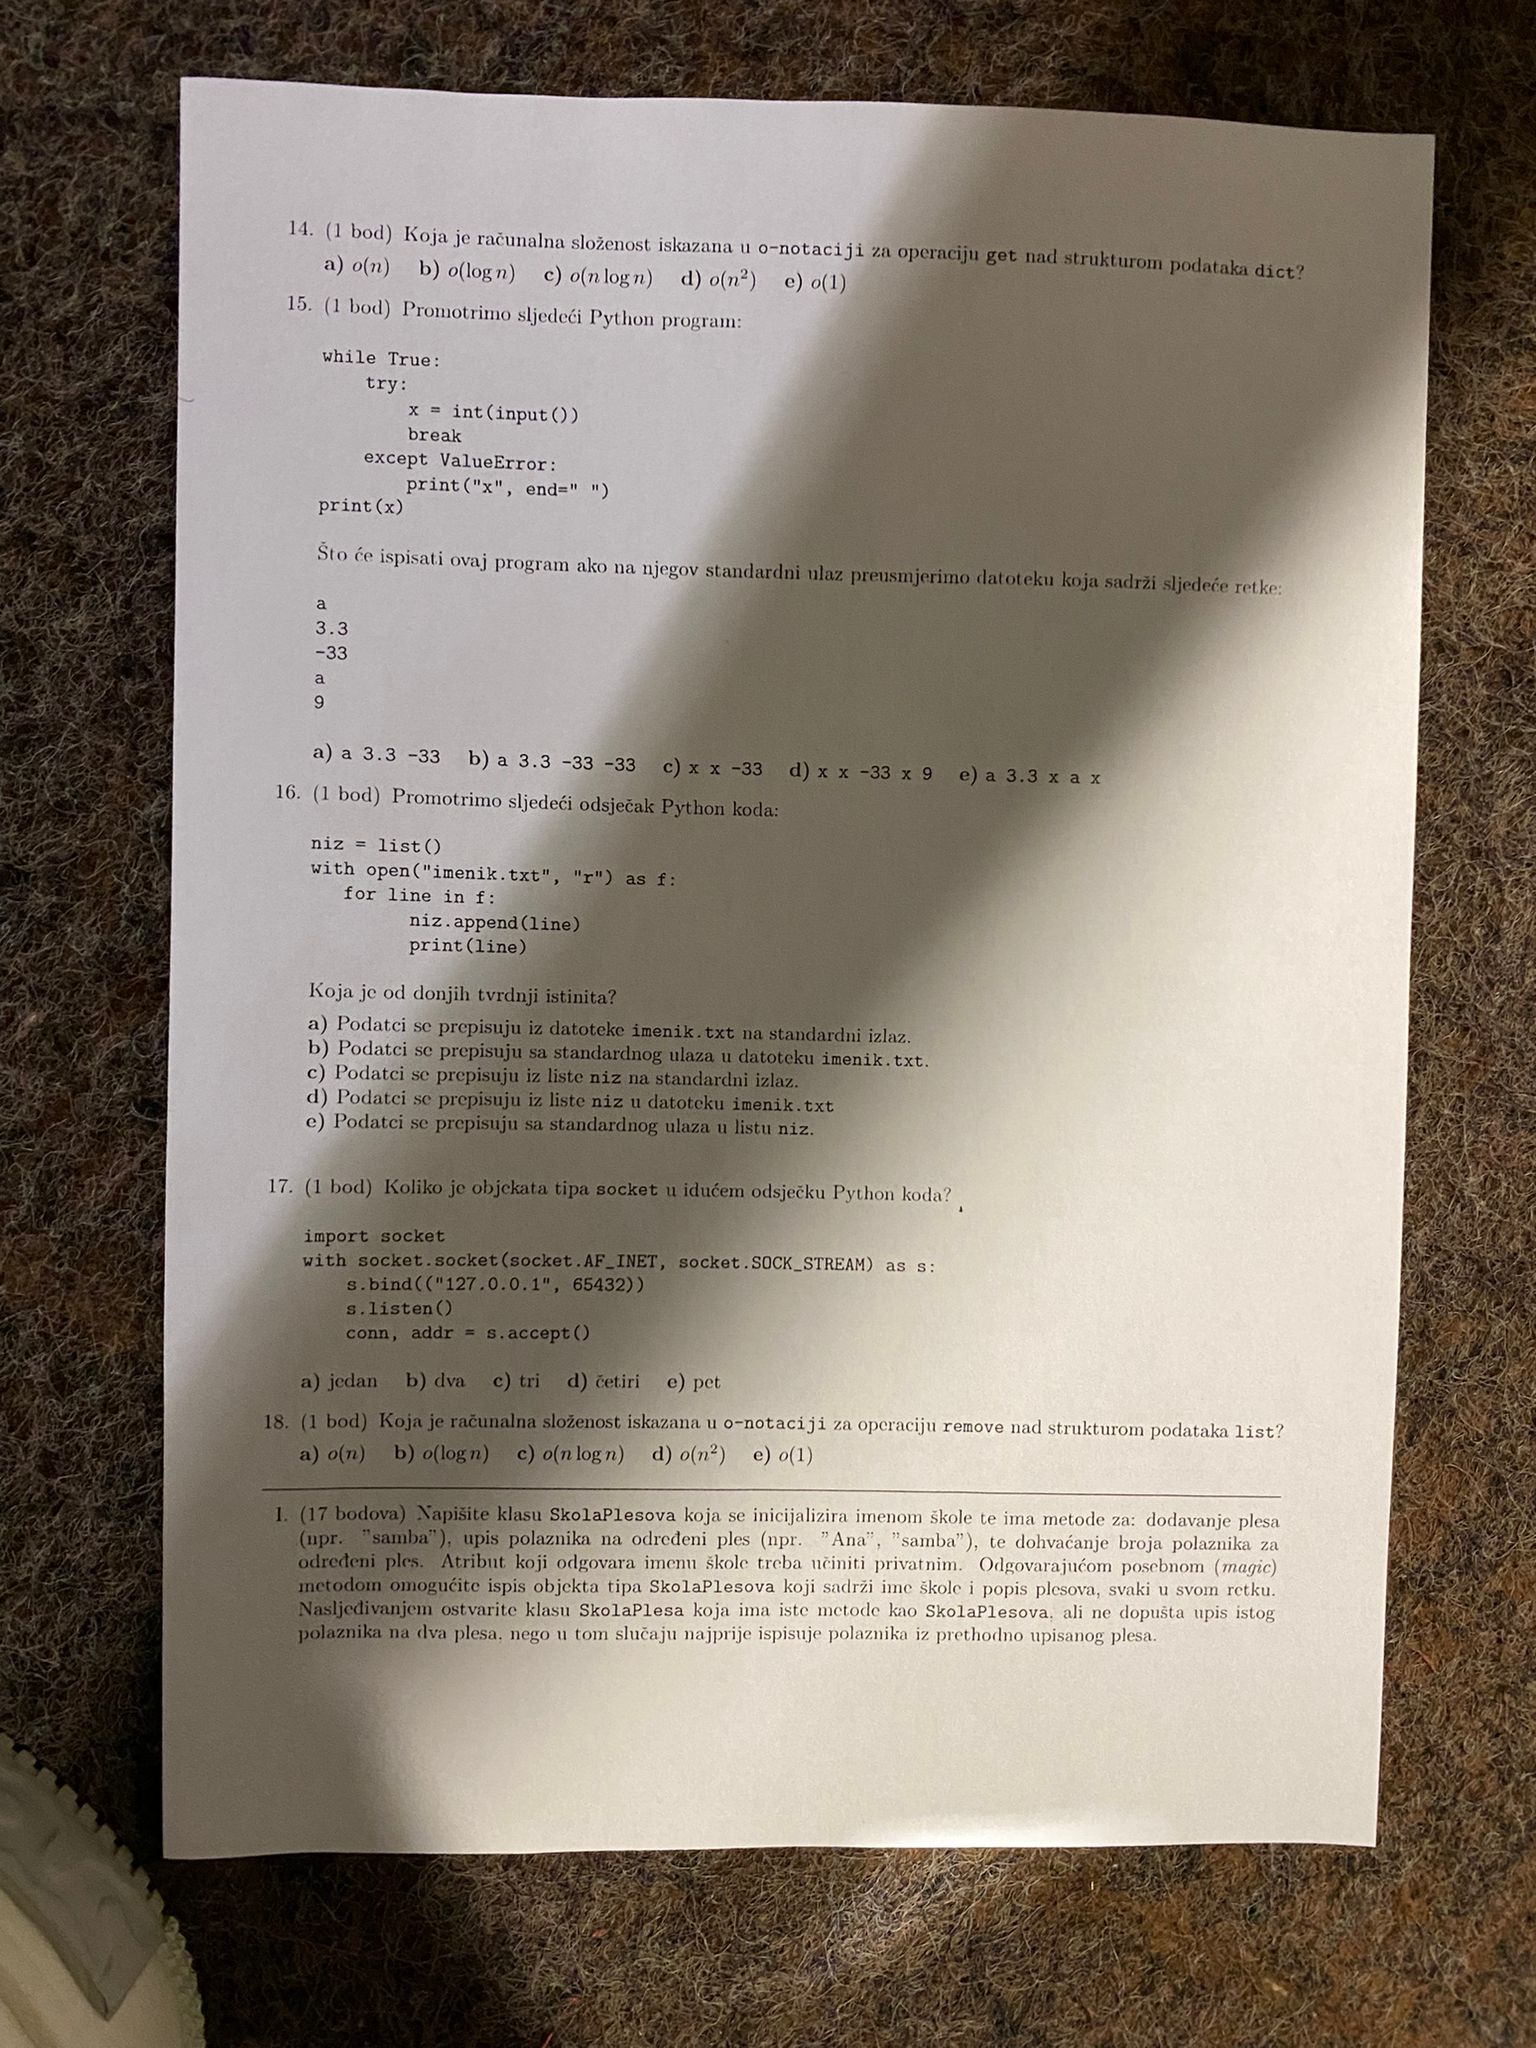 14. (1 bod) Koja je računalna složenost iskazana u o-notaciji za operaciju get nad strukturom podataka dict?
a) o(n) b) o(log n) c) o(n log n) d) o(n²) e) o(1)
15. (1 bod) Promotrimo sljedeći Python program:
while True:
    try:
        x = int(input())
        break
    except ValueError:
        print("x", end=" ")
print(x)
Što će ispisati ovaj program ako na njegov standardni ulaz preusmjerimo datoteku koja sadrži sljedeće retke:
a
3.3
-33
a
9
a) a 3.3 -33 b) a 3.3 -33 -33 c) x x -33 d) x x -33 x 9 e) a 3.3 x a x
16. (1 bod) Promotrimo sljedeći odsječak Python koda:
niz = list()
with open("imenik.txt", "r") as f:
   for line in f:
         niz.append(line)
         print(line)
Koja je od donjih tvrdnji istinita?
a) Podatci se prepisuju iz datoteke imenik.txt na standardni izlaz.
b) Podatci se prepisuju sa standardnog ulaza u datoteku imenik.txt.
c) Podatci se prepisuju iz liste niz na standardni izlaz.
d) Podatci se prepisuju iz liste niz u datoteku imenik.txt
e) Podatci se prepisuju sa standardnog ulaza u listu niz.
17. (1 bod) Koliko je objekata tipa socket u idućem odsječku Python koda?
import socket
with socket.socket(socket.AF_INET, socket.SOCK_STREAM) as s:
    s.bind(("127.0.0.1", 65432))
    s.listen()
    conn, addr = s.accept()
a) jedan b) dva c) tri d) četiri e) pet
18. (1 bod) Koja je računalna složenost iskazana u o-notaciji za operaciju remove nad strukturom podataka list?
a) o(n) b) o(log n) c) o(n log n) d) o(n²) e) o(1)
I. (17 bodova) Napišite klasu SkolaPlesova koja se inicijalizira imenom škole te ima metode za: dodavanje plesa
(npr. ”samba”), upis polaznika na određeni ples (npr. ”Ana”, ”samba”), te dohvaćanje broja polaznika za
određeni ples. Atribut koji odgovara imenu škole treba učiniti privatnim. Odgovarajućom posebnom (magic)
metodom omogućite ispis objekta tipa SkolaPlesova koji sadrži ime škole i popis plesova, svaki u svom retku.
Nasljeđivanjem ostvarite klasu SkolaPlesa koja ima iste metode kao SkolaPlesova, ali ne dopušta upis istog
polaznika na dva plesa, nego u tom slučaju najprije ispisuje polaznika iz prethodno upisanog plesa.